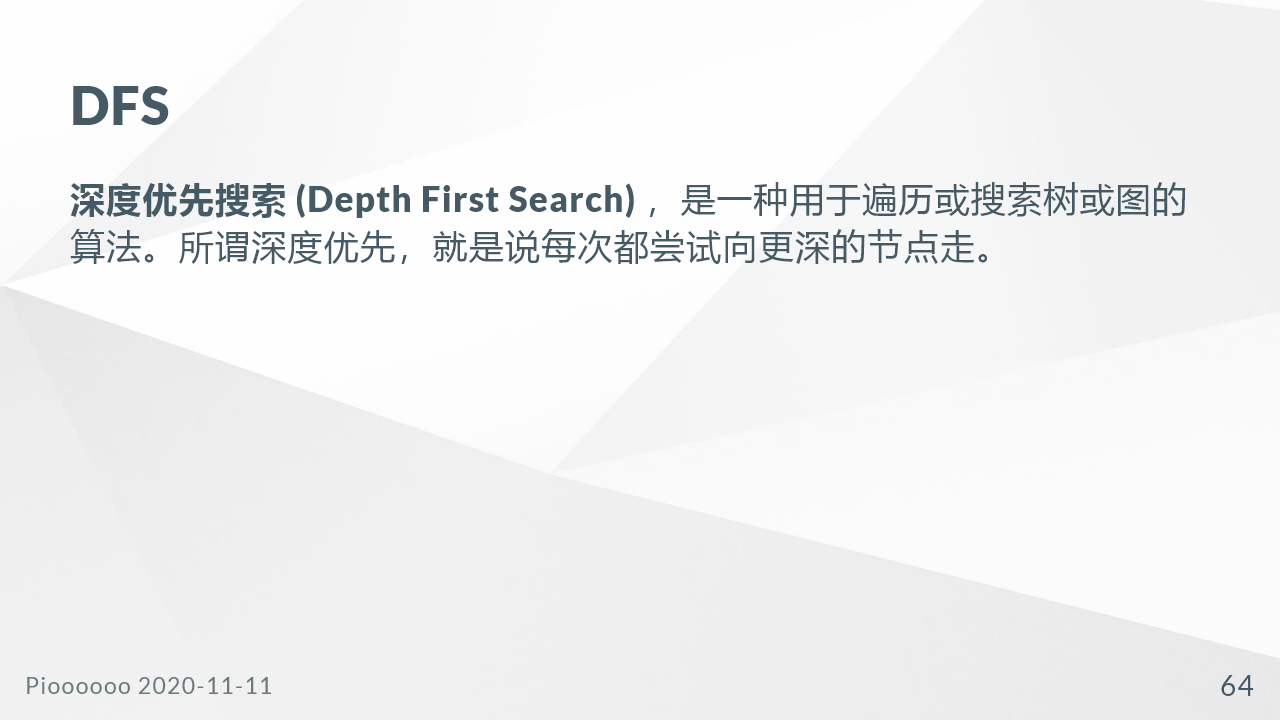 DFS
深度优先搜索 (Depth First Search) ，是一种用于遍历或搜索树或图的
算法。所谓深度优先，就是说每次都尝试向更深的节点走。
Pioooooo 2020-11-11
64